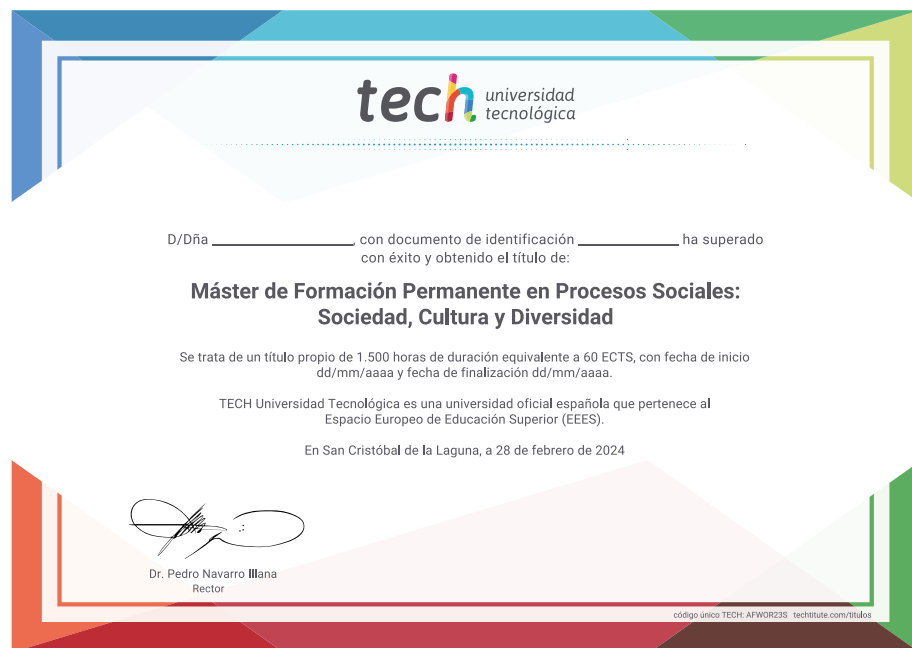 tech universidad
tecnológica
D/Dña ____________________, con documento de identificación ______________ ha superado
con éxito y obtenido el título de:
Máster de Formación Permanente en Procesos Sociales:
Sociedad, Cultura y Diversidad
Se trata de un título propio de 1.500 horas de duración equivalente a 60 ECTS, con fecha de inicio
dd/mm/aaaa y fecha de finalización dd/mm/aaaa.
TECH Universidad Tecnológica es una universidad oficial española que pertenece al
Espacio Europeo de Educación Superior (EEES).
En San Cristóbal de la Laguna, a 28 de febrero de 2024
Dr. Pedro Navarro Illana
Rector
código único TECH: AFWOR23S techtitute.com/titulos